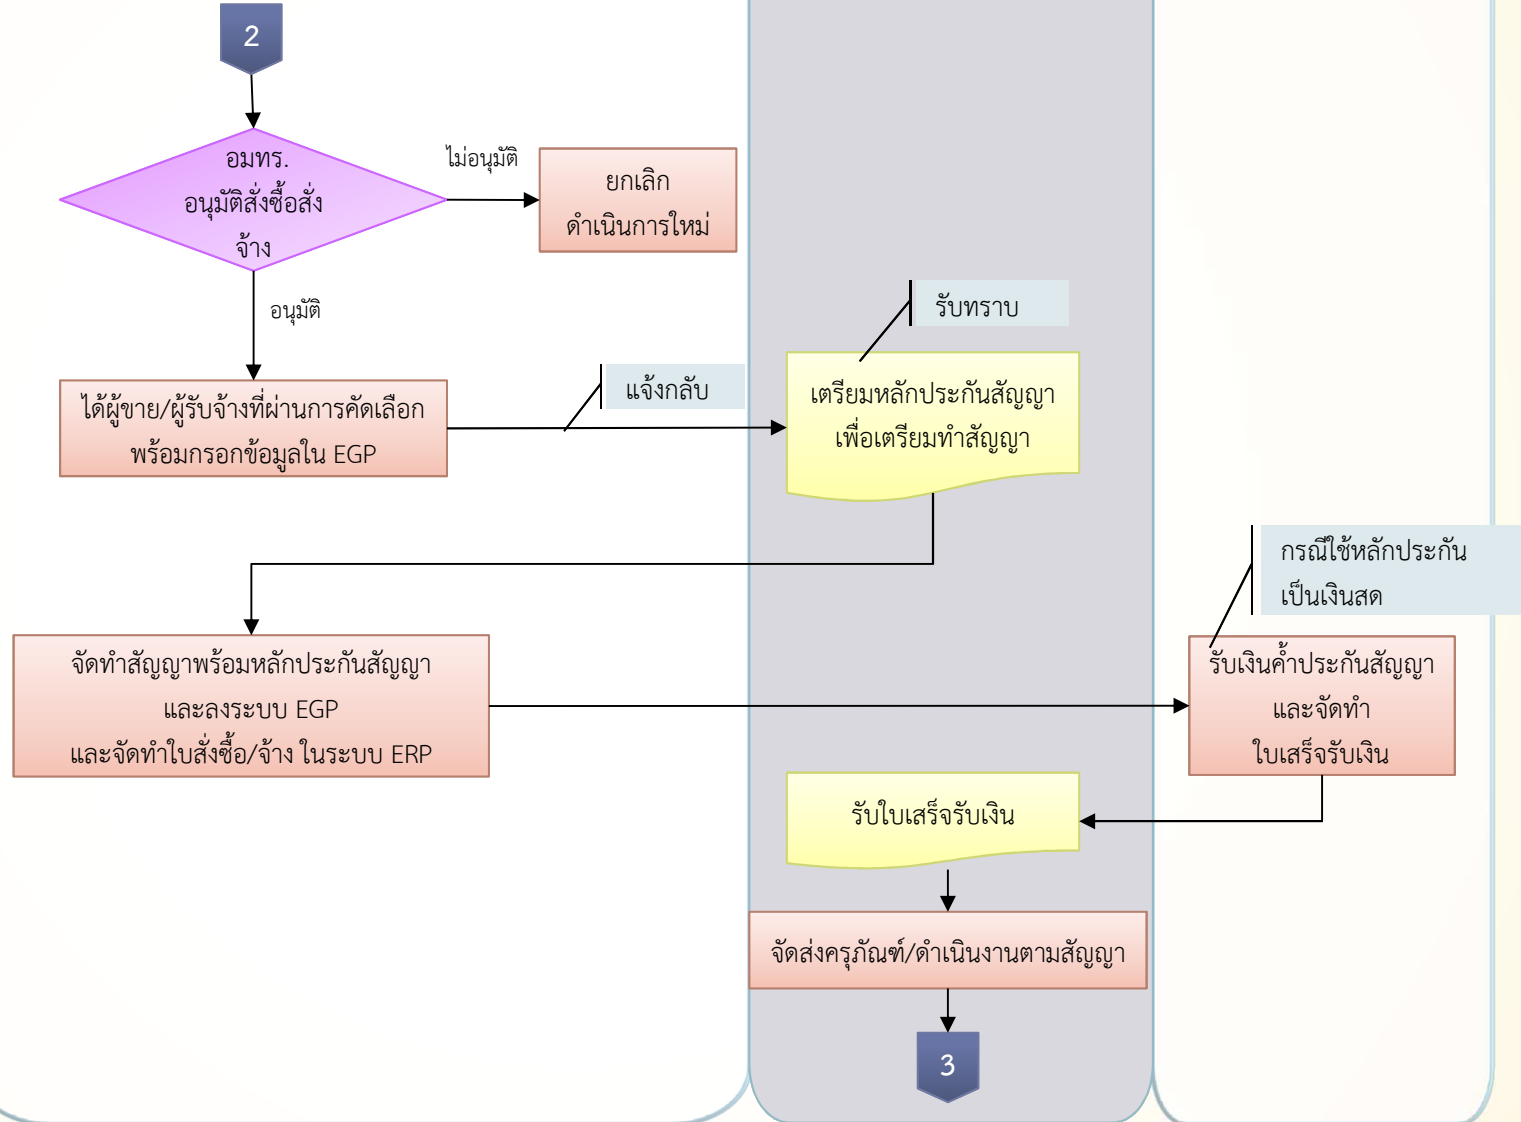 2
อมทร.
อนุมัติสั่งซื้อสั่ง
จ้าง
ไม่อนุมัติ
ยกเลิก
ดำเนินการใหม่
อนุมัติ
ได้ผู้ขาย/ผู้รับจ้างที่ผ่านการคัดเลือก
พร้อมกรอกข้อมูลใน EGP
แจ้งกลับ
รับทราบ
เตรียมหลักประกันสัญญา
เพื่อเตรียมทำสัญญา
จัดทำสัญญาพร้อมหลักประกันสัญญา
และลงระบบ EGP
และจัดทำใบสั่งซื้อ/จ้าง ในระบบ ERP
กรณีใช้หลักประกัน
เป็นเงินสด
รับเงินค้ำประกันสัญญา
และจัดทำ
ใบเสร็จรับเงิน
รับใบเสร็จรับเงิน
จัดส่งครุภัณฑ์/ดำเนินงานตามสัญญา
3